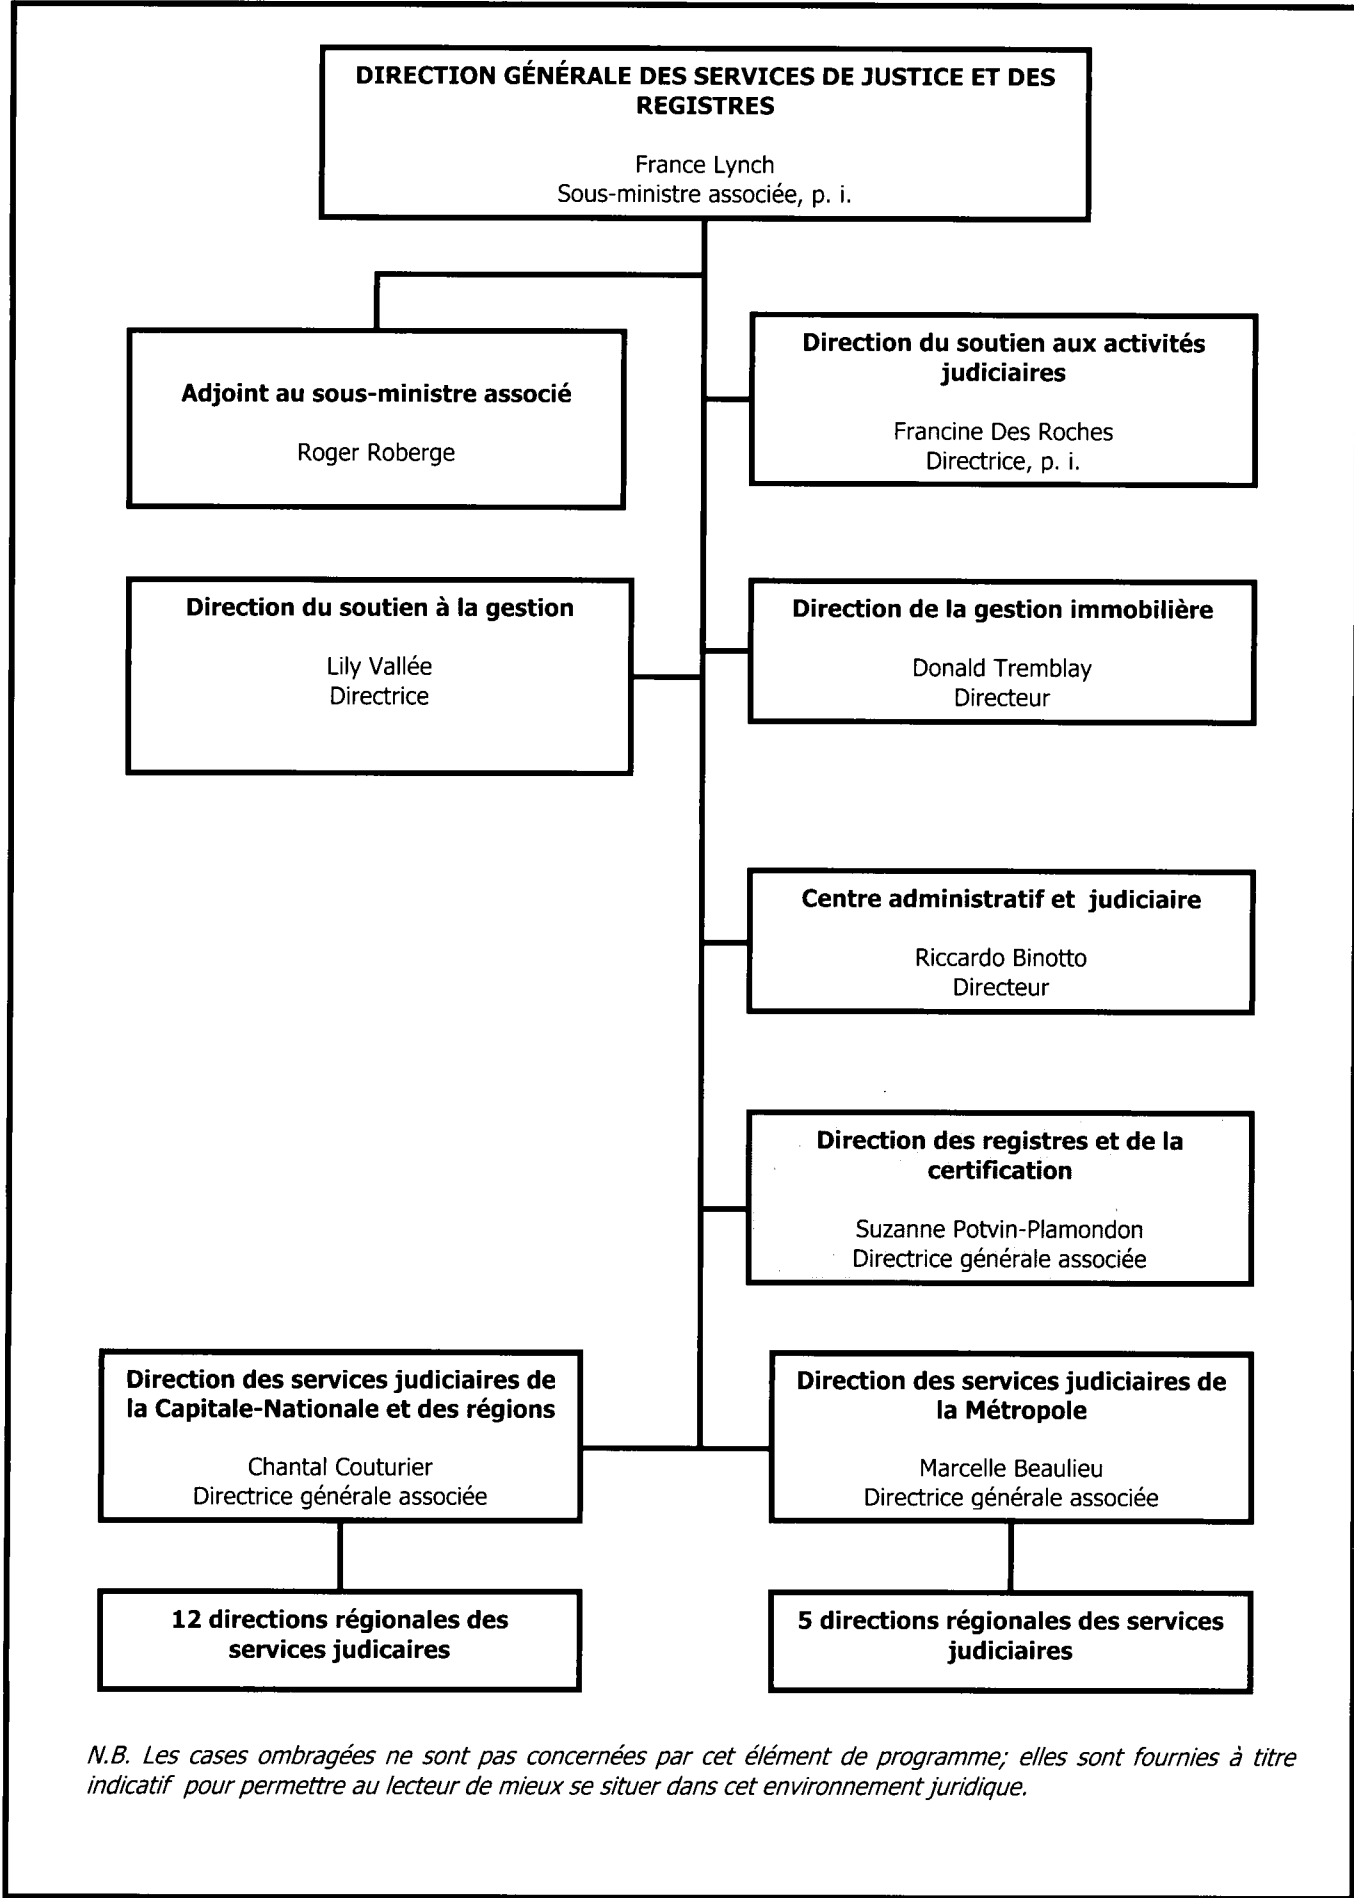 DIRECTION GÉNÉRALE DES SERVICES DE JUSTICE ET DES
REGISTRES
France Lynch
Sous-ministre associée, p. i.
Adjoint au sous-ministre associé
Roger Roberge
Direction du soutien aux activités
judiciaires
Francine Des Roches
Directrice, p. i.
Direction du soutien à la gestion
Lily Vallée
Directrice
Direction de la gestion immobilière
Donald Tremblay
Directeur
Centre administratif et judiciaire
Riccardo Binotto
Directeur
Direction des registres et de la
certification
Suzanne Potvin-Plamondon
Directrice générale associée
Direction des services judiciaires de
la Capitale-Nationale et des régions
Chantal Couturier
Directrice générale associée
Direction des services judiciaires de
la Métropole
Marcelle Beaulieu
Directrice générale associée
12 directions régionales des
services judicaires
5 directions régionales des services
judiciaires
N.B. Les cases ombragées ne sont pas concernées par cet élément de programme; elles sont fournies à titre
indicatif pour permettre au lecteur de mieux se situer dans cet environnement juridique.